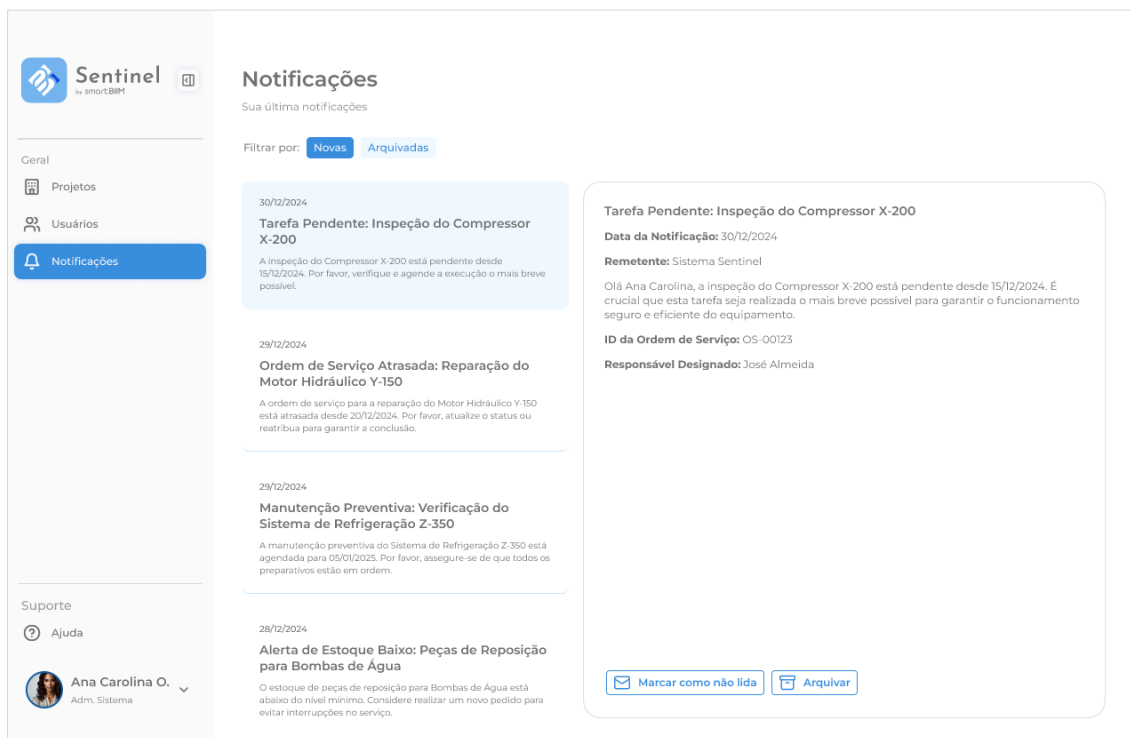 Sentinel
by smartBIM
Geral
Projetos
Usuários
Notificações
Suporte
Ajuda
Ana Carolina O.
Adm. Sistema
Notificações
Sua última notificações
Filtrar por: Novas Arquivadas
30/12/2024
Tarefa Pendente: Inspeção do Compressor
X-200
A inspeção do Compressor X-200 está pendente desde
15/12/2024. Por favor, verifique e agende a execução o mais breve
possível.
29/12/2024
Ordem de Serviço Atrasada: Reparação do
Motor Hidráulico Y-150
A ordem de serviço para a reparação do Motor Hidráulico Y-150
está atrasada desde 20/12/2024. Por favor, atualize o status ou
reatribua para garantir a conclusão.
29/12/2024
Manutenção Preventiva: Verificação do
Sistema de Refrigeração Z-350
A manutenção preventiva do Sistema de Refrigeração Z-350 está
agendada para 05/01/2025. Por favor, assegure-se de que todos os
preparativos estão em ordem.
28/12/2024
Alerta de Estoque Baixo: Peças de Reposição
para Bombas de Água
O estoque de peças de reposição para Bombas de Água está
abaixo do nível mínimo. Considere realizar um novo pedido para
evitar interrupções no serviço.
Tarefa Pendente: Inspeção do Compressor X-200
Data da Notificação: 30/12/2024
Remetente: Sistema Sentinel
Olá Ana Carolina, a inspeção do Compressor X-200 está pendente desde 15/12/2024. É
crucial que esta tarefa seja realizada o mais breve possível para garantir o funcionamento
seguro e eficiente do equipamento.
ID da Ordem de Serviço: OS-00123
Responsável Designado: José Almeida
Marcar como não lida
Arquivar